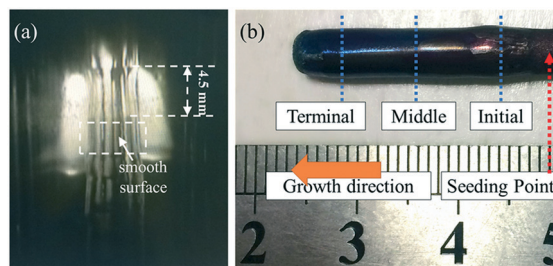 (a)
4.5 mm
smooth
surface
(b)
Terminal
Middle
Initial
Growth direction
Seeding Point
2 3 4 5